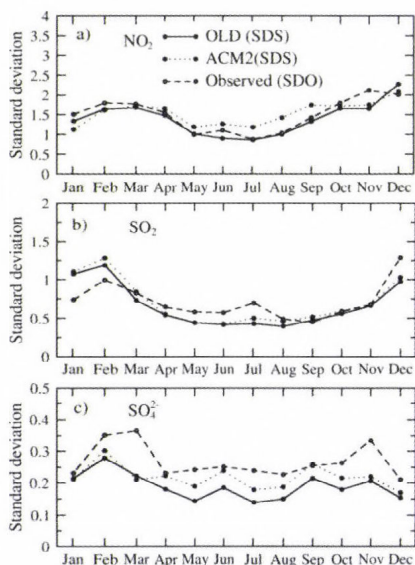 a) NO₂
OLD (SDS)
ACM2(SDS)
Observed (SDO)
Standard deviation
4
3.5
3
2.5
2
1.5
1
0.5
0
Jan Feb Mar Apr May Jun Jul Aug Sep Oct Nov Dec
b) SO₂
Standard deviation
2
1.5
1
0.5
0
Jan Feb Mar Apr May Jun Jul Aug Sep Oct Nov Dec
c) SO₄²⁻
Standard deviation
0.5
0.4
0.3
0.2
0.1
0
Jan Feb Mar Apr May Jun Jul Aug Sep Oct Nov Dec